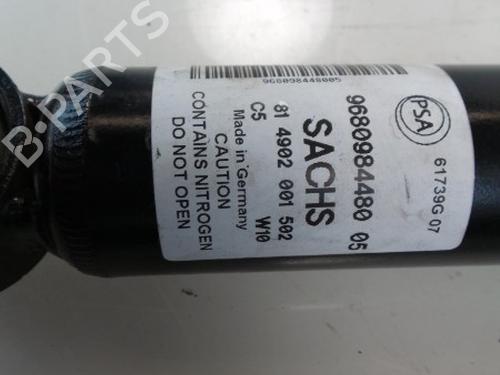 B-PARTS
968098448005
PSA
61739G 07
9680984480 05
SACHS
81 4902 001 502
C5 W10
Made in Germany
CAUTION
CONTAINS NITROGEN
DO NOT OPEN